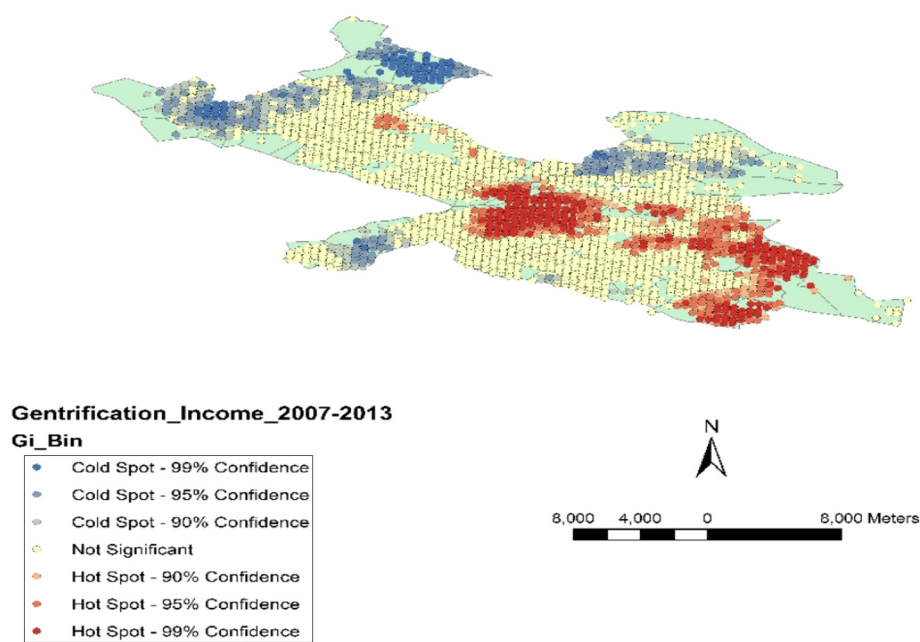 Gentrification_Income_2007-2013
Gi_Bin
Cold Spot - 99% Confidence
Cold Spot - 95% Confidence
Cold Spot - 90% Confidence
Not Significant
Hot Spot - 90% Confidence
Hot Spot - 95% Confidence
Hot Spot - 99% Confidence
N
8,000 4,000 0 8,000 Meters